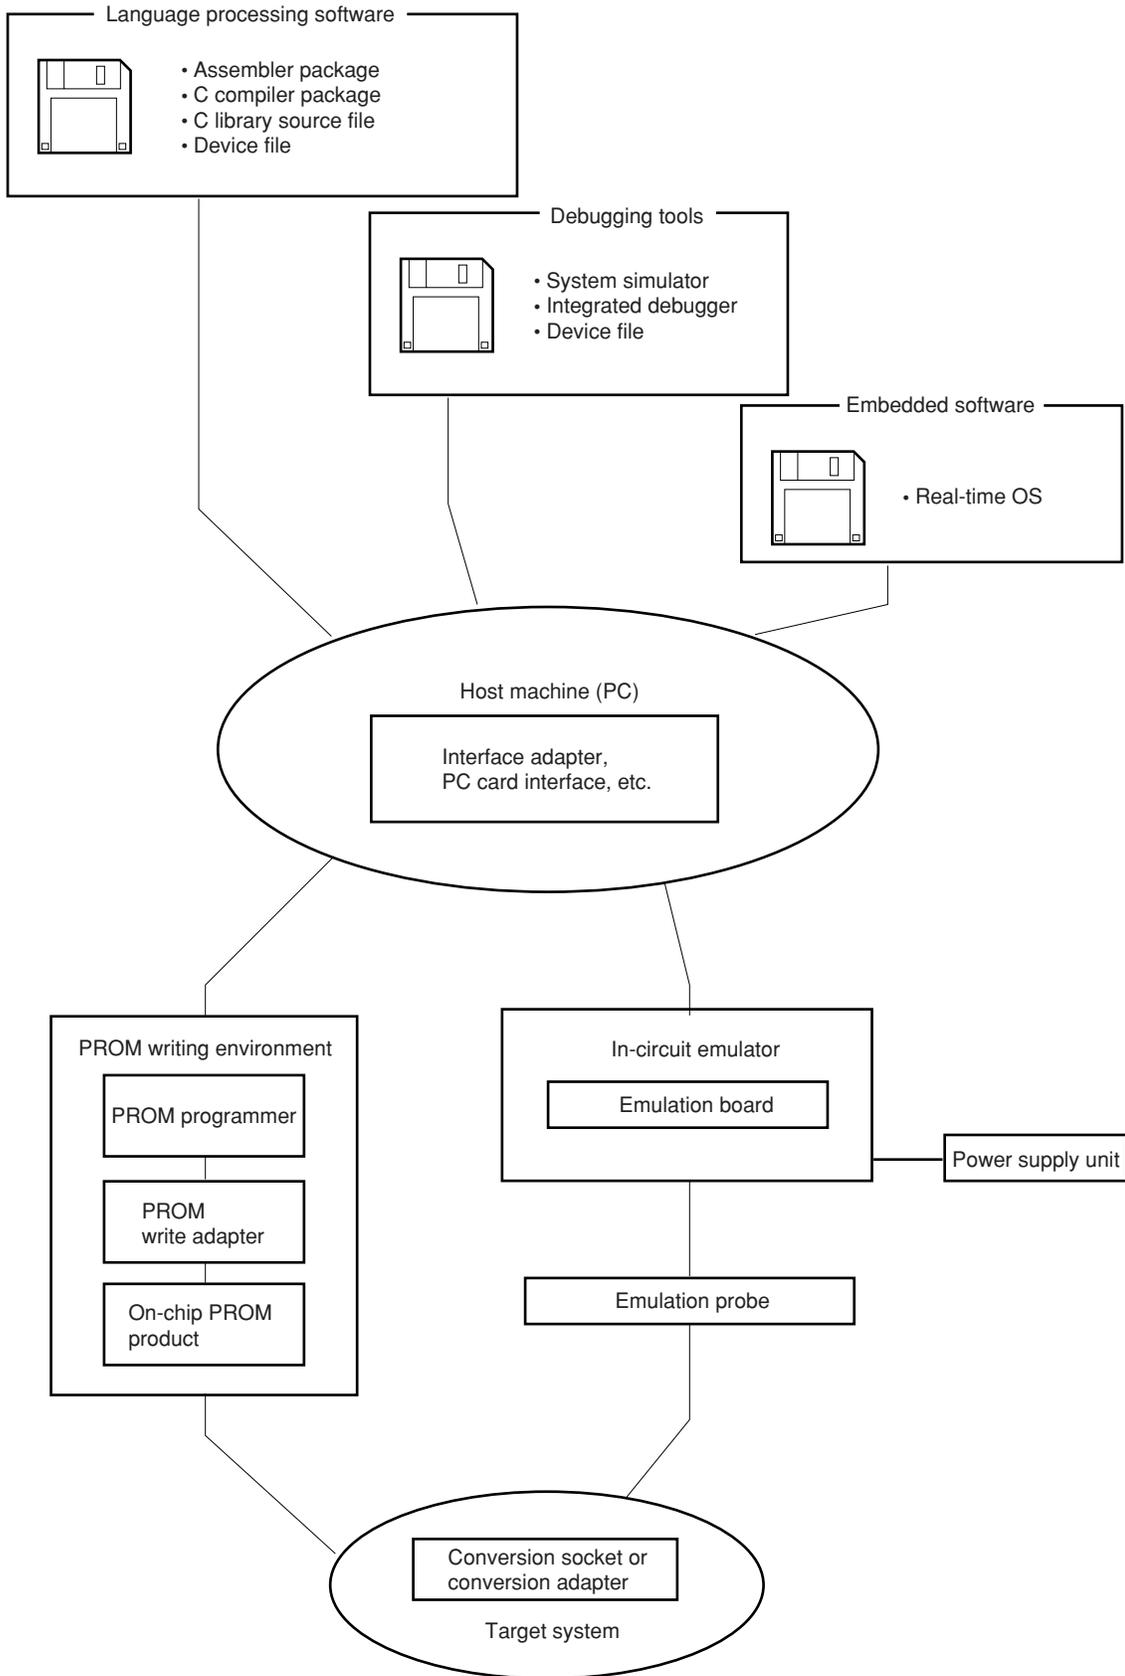 Language processing software
• Assembler package
• C compiler package
• C library source file
• Device file
Debugging tools
• System simulator
• Integrated debugger
• Device file
Embedded software
• Real-time OS
Host machine (PC)
Interface adapter,
PC card interface, etc.
PROM writing environment
PROM programmer
PROM
write adapter
On-chip PROM
product
In-circuit emulator
Emulation board
Power supply unit
Emulation probe
Conversion socket or
conversion adapter
Target system